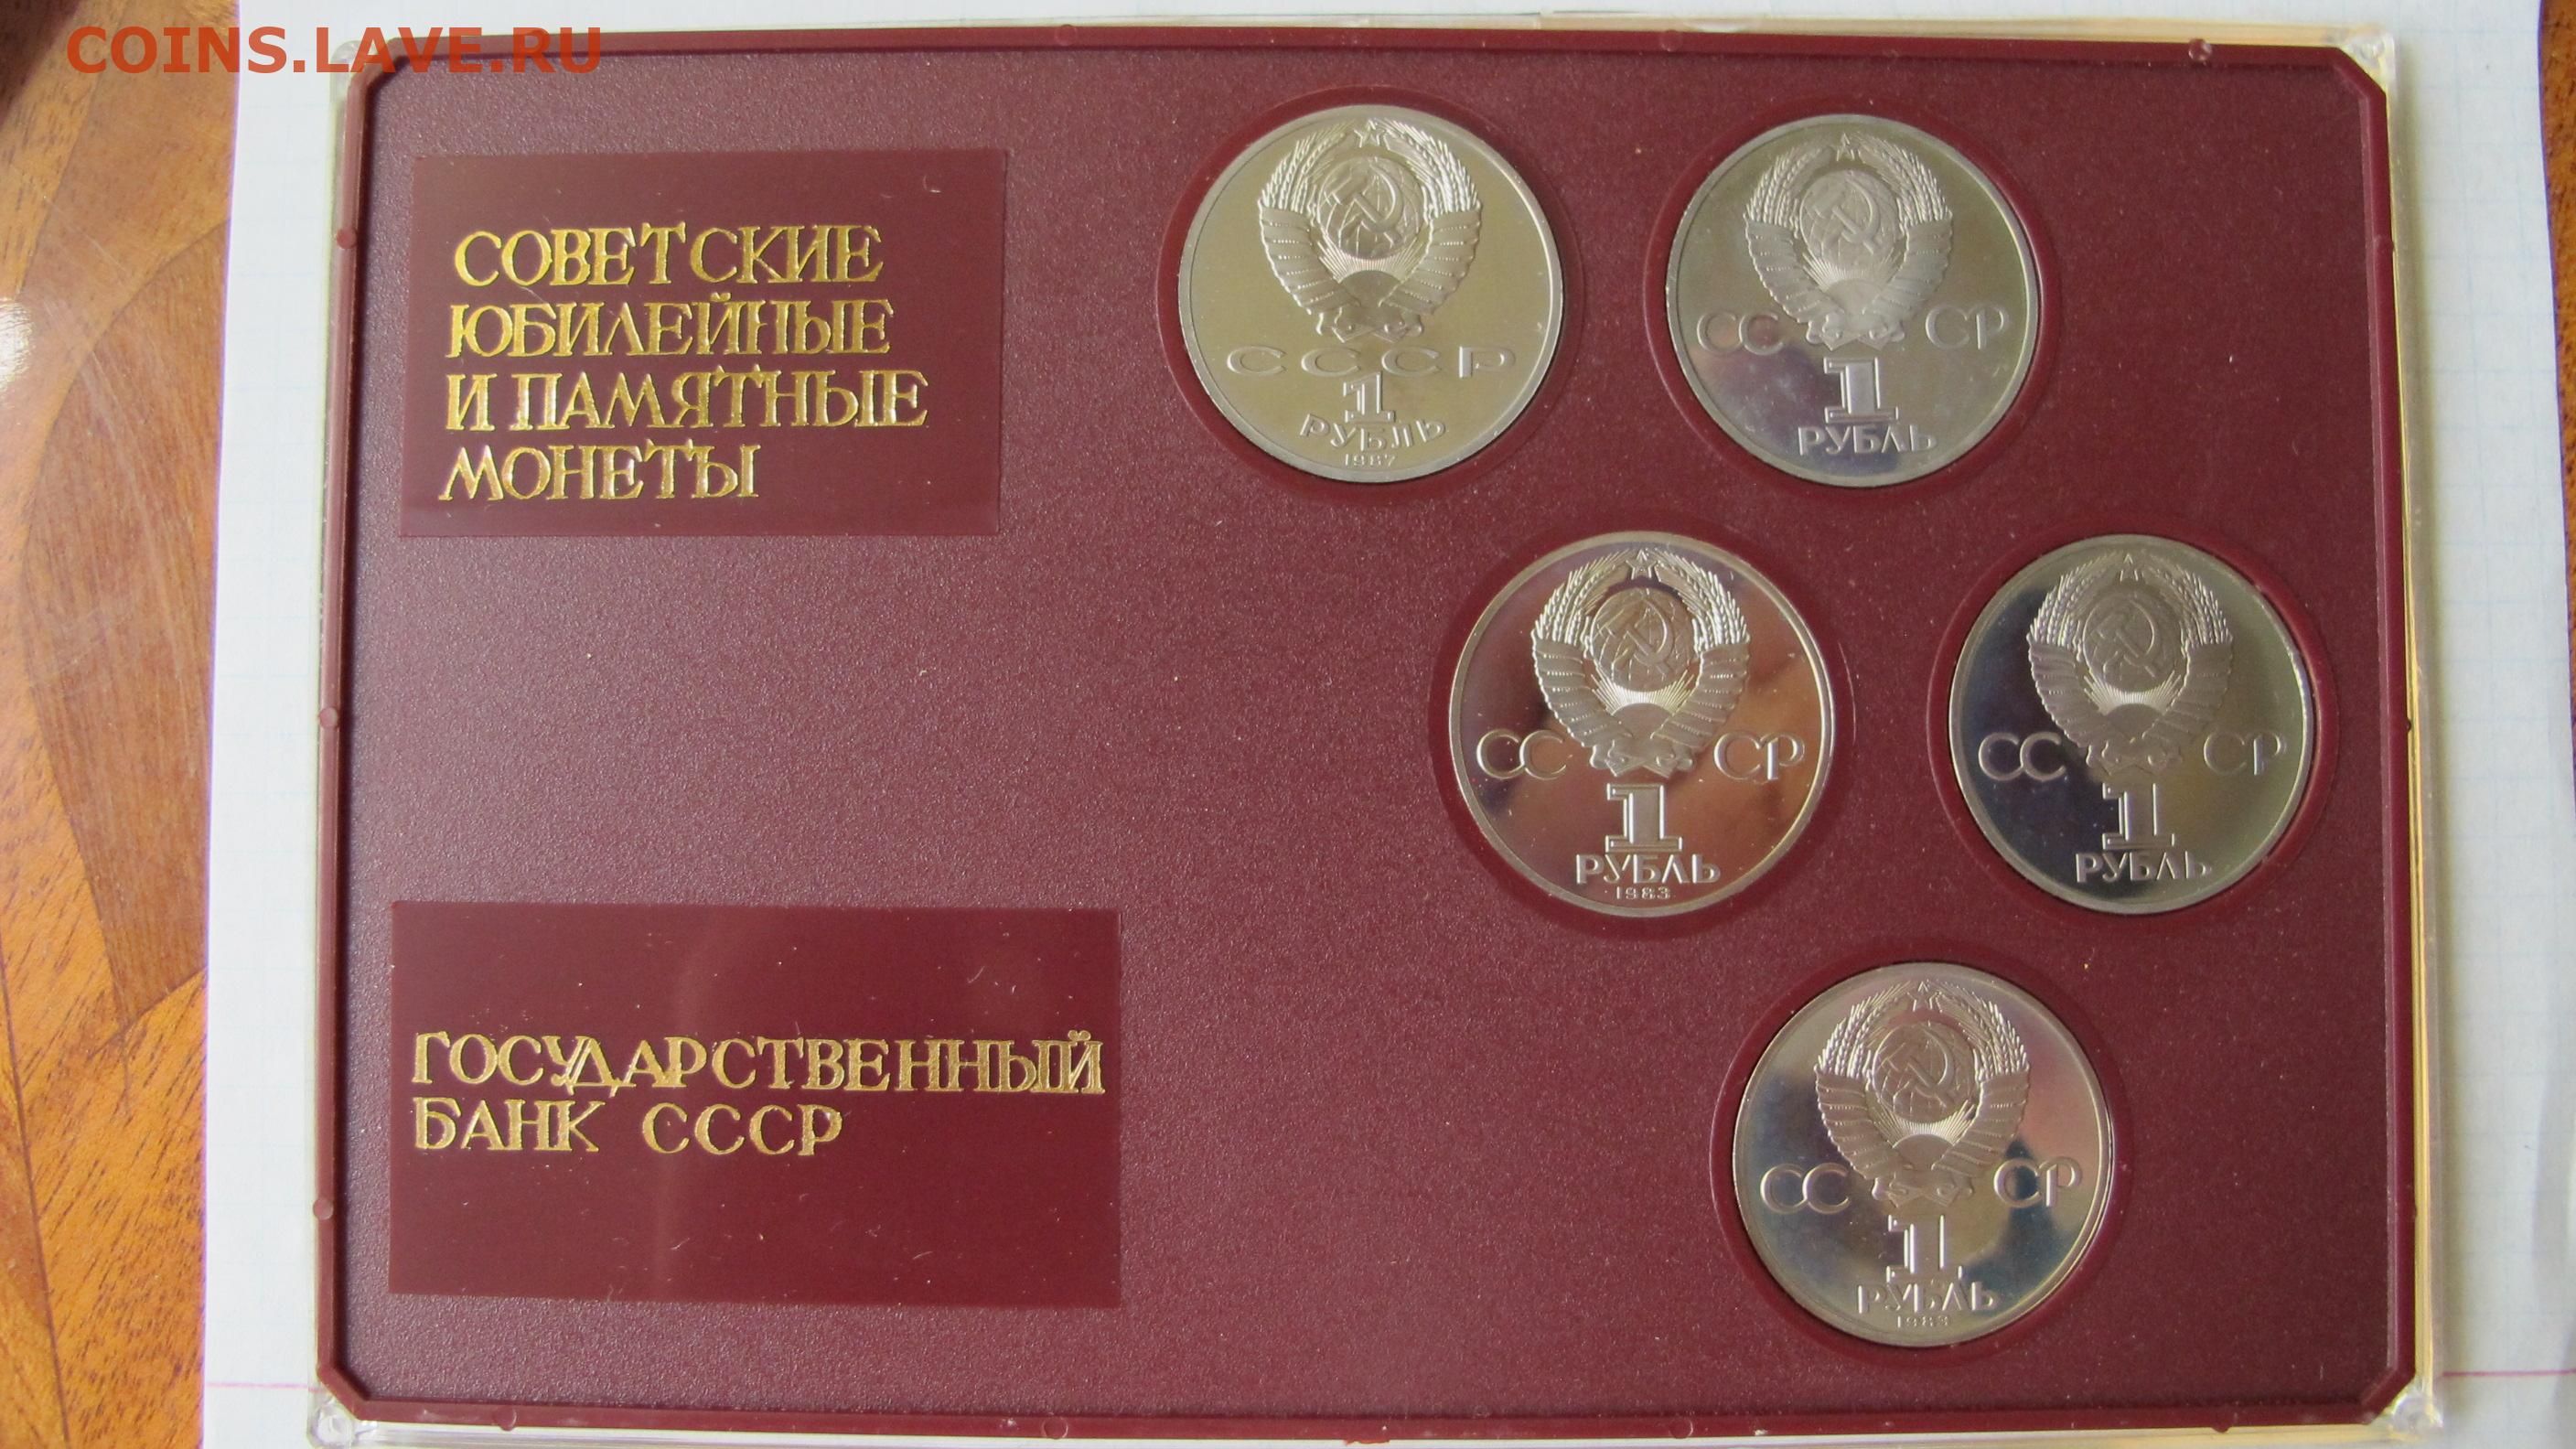 COINS.LAVE.RU
СОВЕТСКИЕ
ЮБИЛЕЙНЫЕ
И ПАМЯТНЫЕ
МОНЕТЫ
СССР
1
РУБЛЬ
1987
СС СР
1
РУБЛЬ
СС СР
1
РУБЛЬ
1983
СС СР
1
РУБЛЬ
ГОСУДАРСТВЕННЫЙ
БАНК СССР
СС СР
1
РУБЛЬ
1983